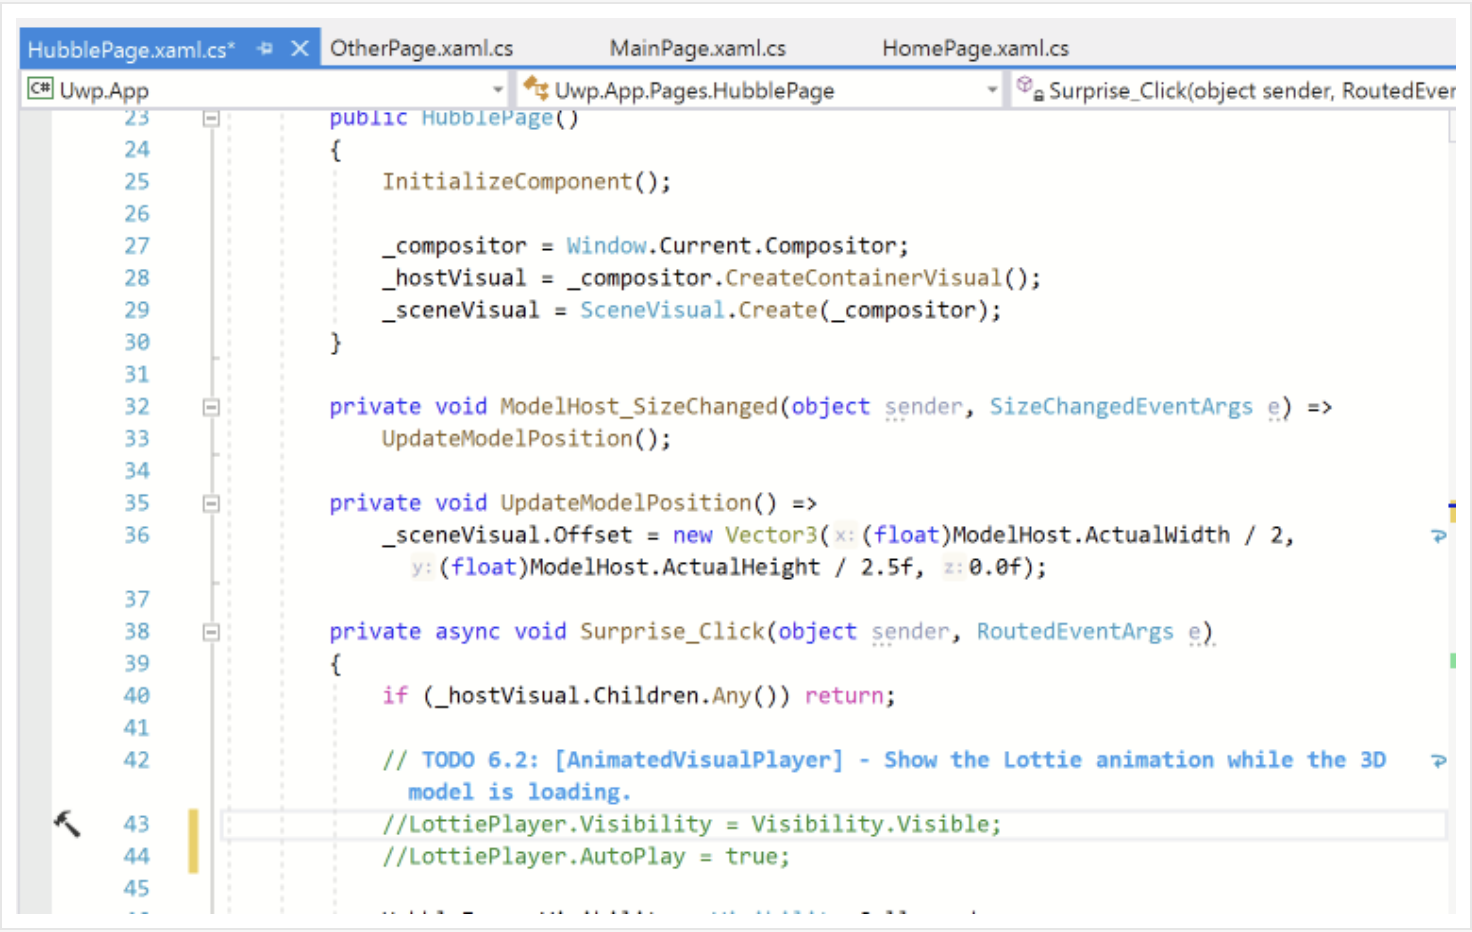 HubblePage.xaml.cs* OtherPage.xaml.cs MainPage.xaml.cs HomePage.xaml.cs
C# Uwp.App Uwp.App.Pages.HubblePage Surprise_Click(object sender, RoutedEver
23 public HubblePage()
24 {
25 InitializeComponent();
26
27 _compositor = Window.Current.Compositor;
28 _hostVisual = _compositor.CreateContainerVisual();
29 _sceneVisual = SceneVisual.Create(_compositor);
30 }
31
32 private void ModelHost_SizeChanged(object sender, SizeChangedEventArgs e) =>
33 UpdateModelPosition();
34
35 private void UpdateModelPosition() =>
36 _sceneVisual.Offset = new Vector3(x: (float)ModelHost.ActualWidth / 2,
y: (float)ModelHost.ActualHeight / 2.5f, z: 0.0f);
37
38 private async void Surprise_Click(object sender, RoutedEventArgs e)
39 {
40 if (_hostVisual.Children.Any()) return;
41
42 // TODO 6.2: [AnimatedVisualPlayer] - Show the Lottie animation while the 3D
model is loading.
43 //LottiePlayer.Visibility = Visibility.Visible;
44 //LottiePlayer.AutoPlay = true;
45